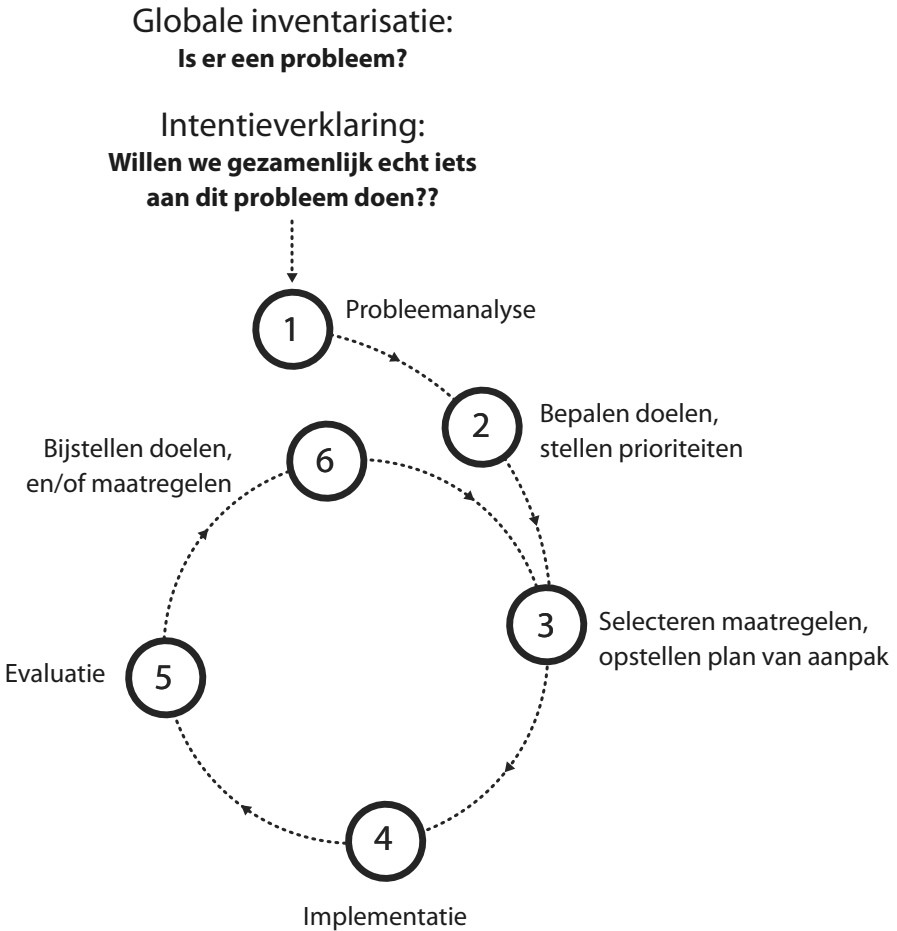 Globale inventarisatie:
Is er een probleem?
Intentieverklaring:
Willen we gezamenlijk echt iets
aan dit probleem doen??
1
Probleemanalyse
2
Bepalen doelen,
stellen prioriteiten
6
Bijstellen doelen,
en/of maatregelen
3
Selecteren maatregelen,
opstellen plan van aanpak
5
Evaluatie
4
Implementatie